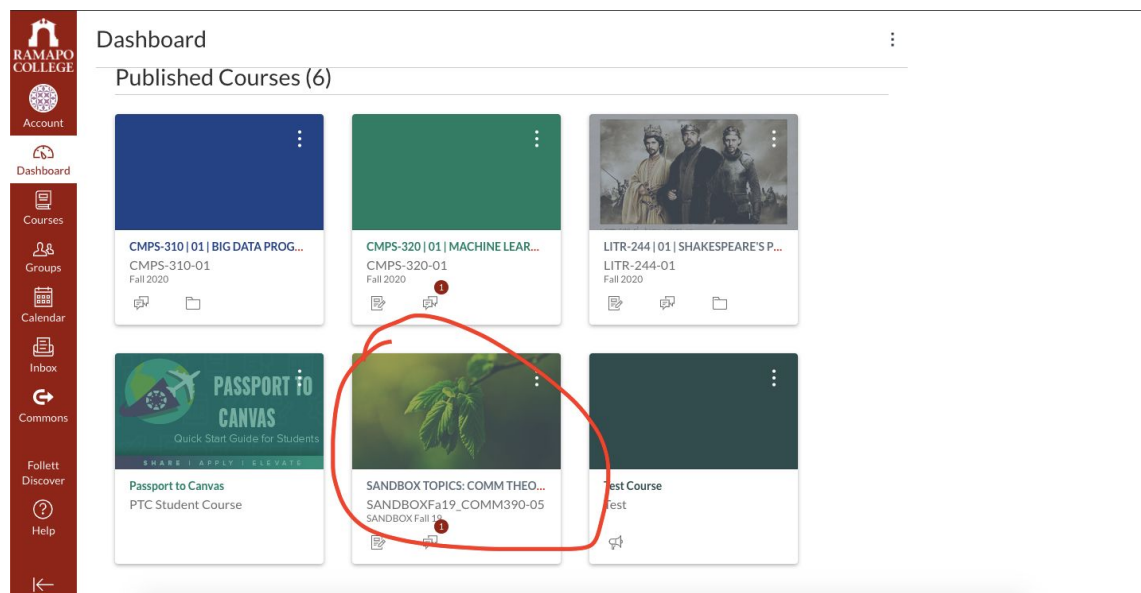 RAMAPO
COLLEGE
Account
Dashboard
Courses
Groups
Calendar
Inbox
Commons
Follett
Discover
Help
Dashboard
Published Courses (6)
CMPS-310 | 01 | BIG DATA PROG...
CMPS-310-01
Fall 2020
CMPS-320 | 01 | MACHINE LEAR...
CMPS-320-01
Fall 2020
1
LITR-244 | 01 | SHAKESPEARE'S P...
LITR-244-01
Fall 2020
PASSPORT TO
CANVAS
Quick Start Guide for Students
SHARE | APPLY | ELEVATE
Passport to Canvas
PTC Student Course
SANDBOX TOPICS: COMM THEO...
SANDBOXFa19_COMM390-05
SANDBOX Fall 19
1
Test Course
Test